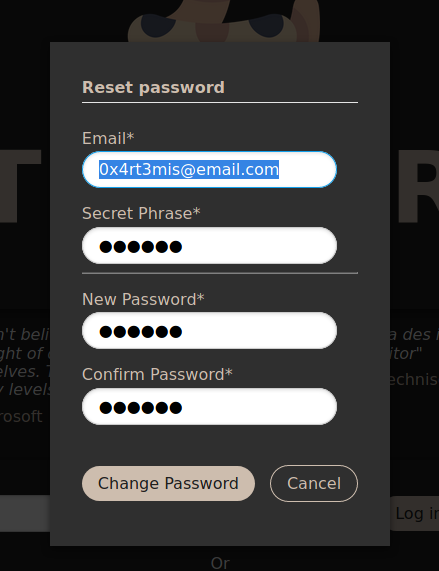 Reset password
T
R
Email*
0x4rt3mis@email.com
Secret Phrase*
●●●●●●
New Password*
●●●●●●
Confirm Password*
●●●●●●
Change Password
Cancel
Log in
Or